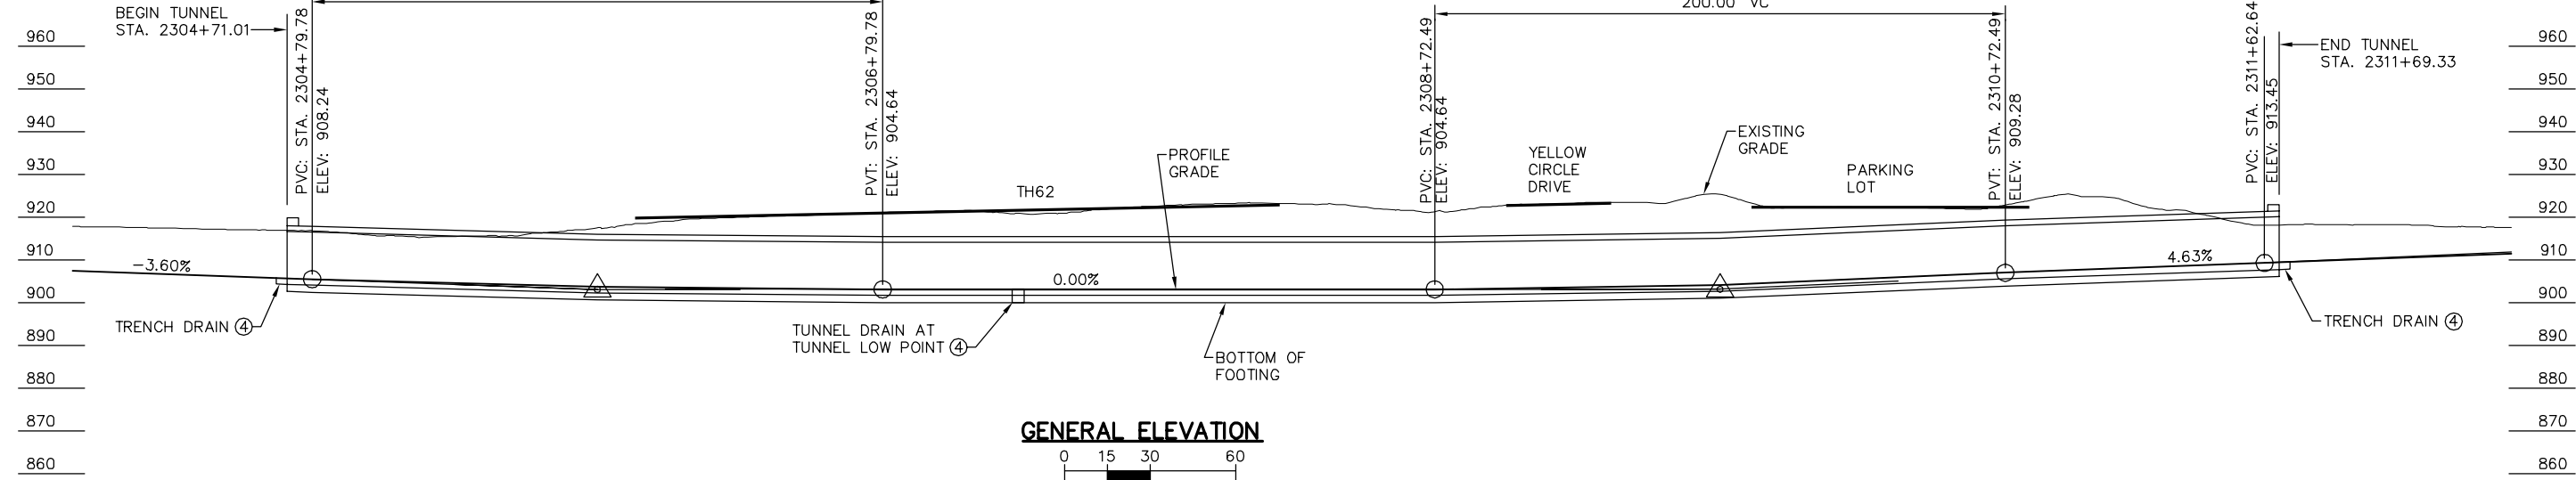 200.00' VC
BEGIN TUNNEL
STA. 2304+71.01
PVC: STA. 2304+79.78
ELEV: 908.24
PVT: STA. 2306+79.78
ELEV: 904.64
PVC: STA. 2308+72.49
ELEV: 904.64
PVT: STA. 2310+72.49
ELEV: 909.28
PVC: STA. 2311+62.64
ELEV: 913.45
END TUNNEL
STA. 2311+69.33
960
950
940
930
920
910
900
890
880
870
860
960
950
940
930
920
910
900
890
880
870
860
TH62
PROFILE
GRADE
YELLOW
CIRCLE
DRIVE
EXISTING
GRADE
PARKING
LOT
-3.60%
0.00%
4.63%
TRENCH DRAIN 4
TUNNEL DRAIN AT
TUNNEL LOW POINT 4
BOTTOM OF
FOOTING
TRENCH DRAIN 4
GENERAL ELEVATION
0 15 30 60